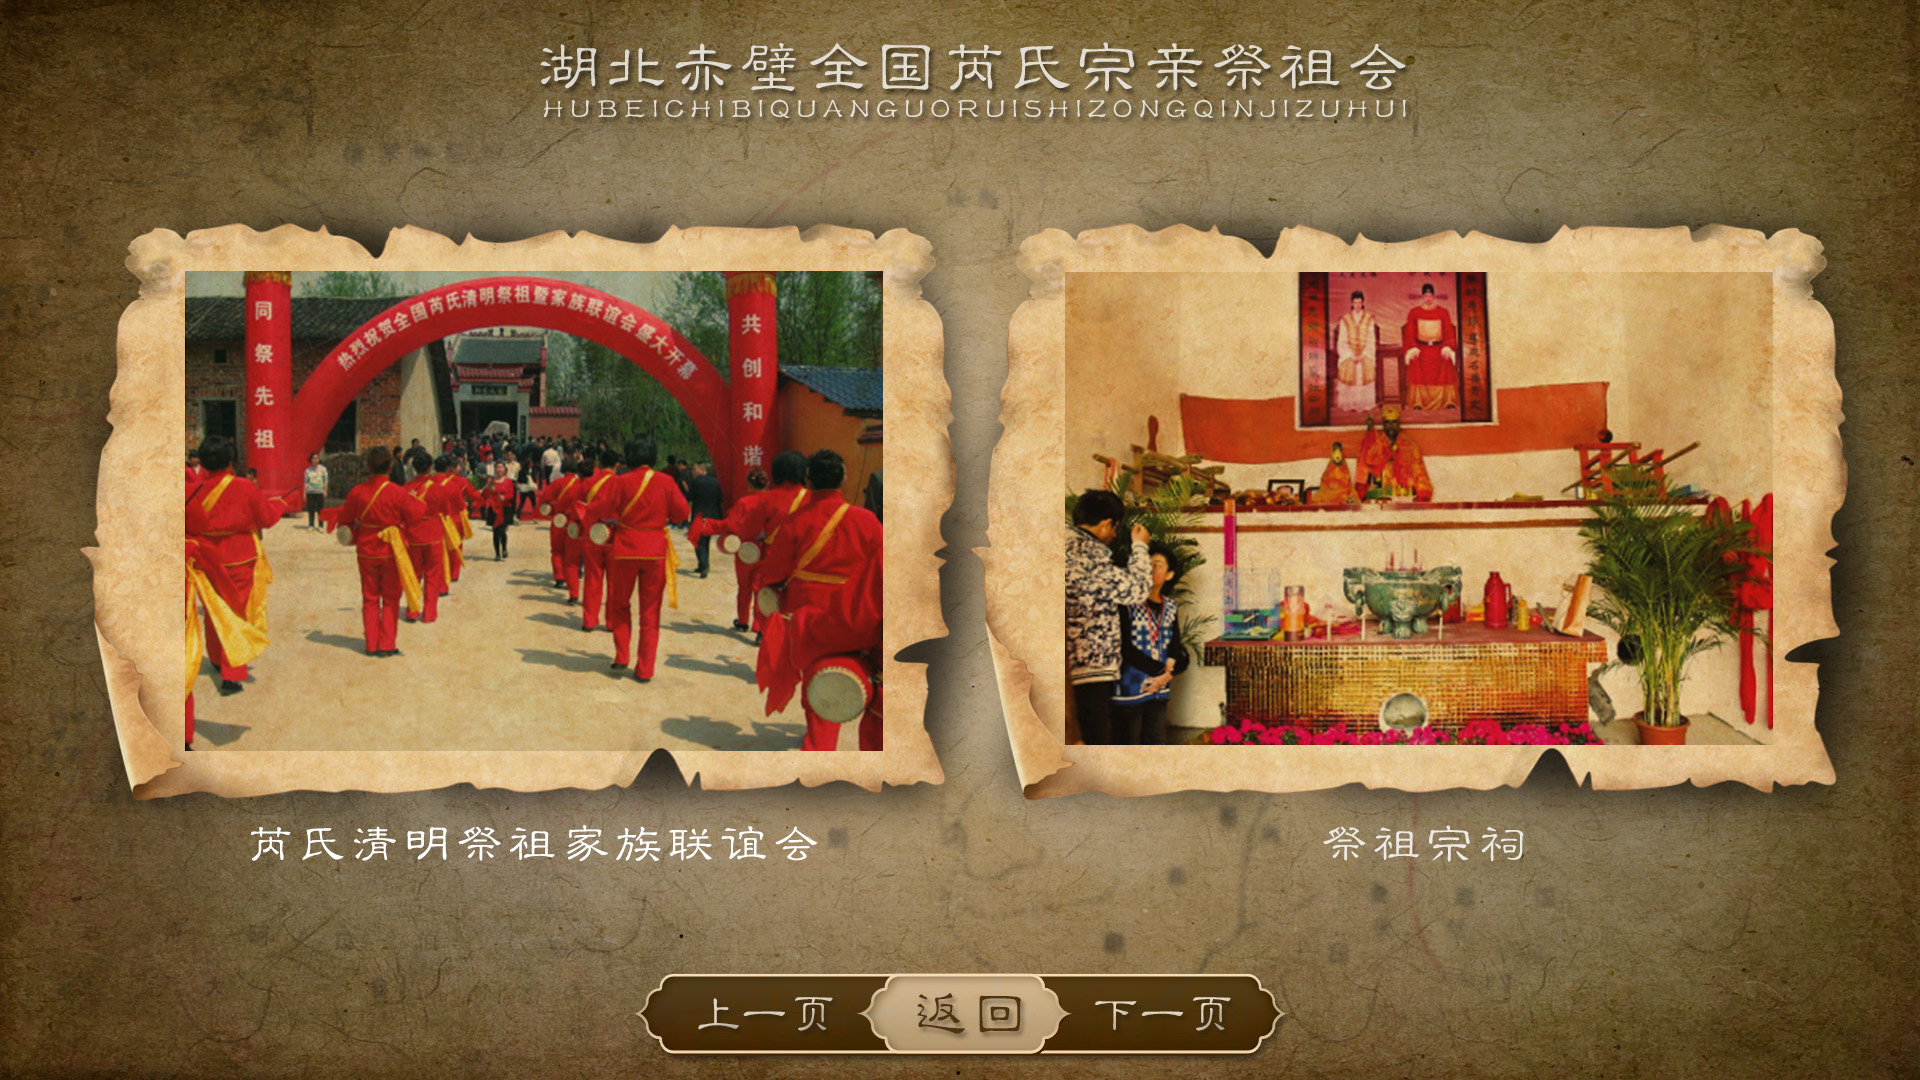 湖北赤壁全国芮氏宗亲祭祖会
HUBEICHIBIQUANGUORUISHIZONGQINJIZUHUI
热烈祝贺全国芮氏清明祭祖暨家族联谊会盛大开幕
同祭先祖
共创和谐
芮氏清明祭祖家族联谊会
祭祖宗祠
上一页
返回
下一页